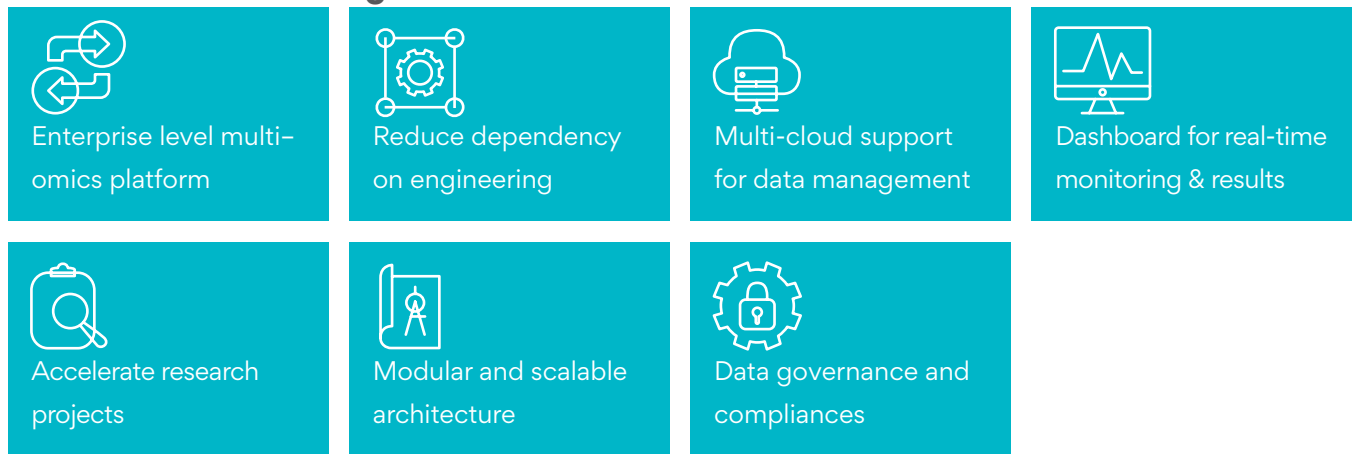 Enterprise level multi-
omics platform
Reduce dependency
on engineering
Multi-cloud support
for data management
Dashboard for real-time
monitoring & results
Accelerate research
projects
Modular and scalable
architecture
Data governance and
compliances